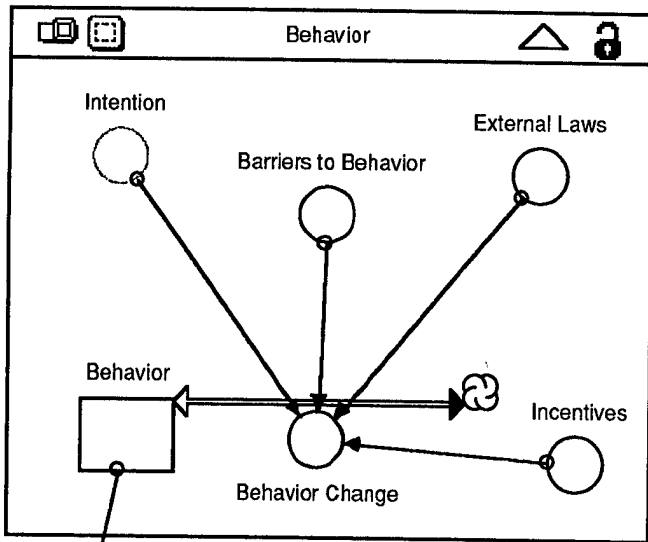 Behavior
Intention
External Laws
Barriers to Behavior
Behavior
Incentives
Behavior Change